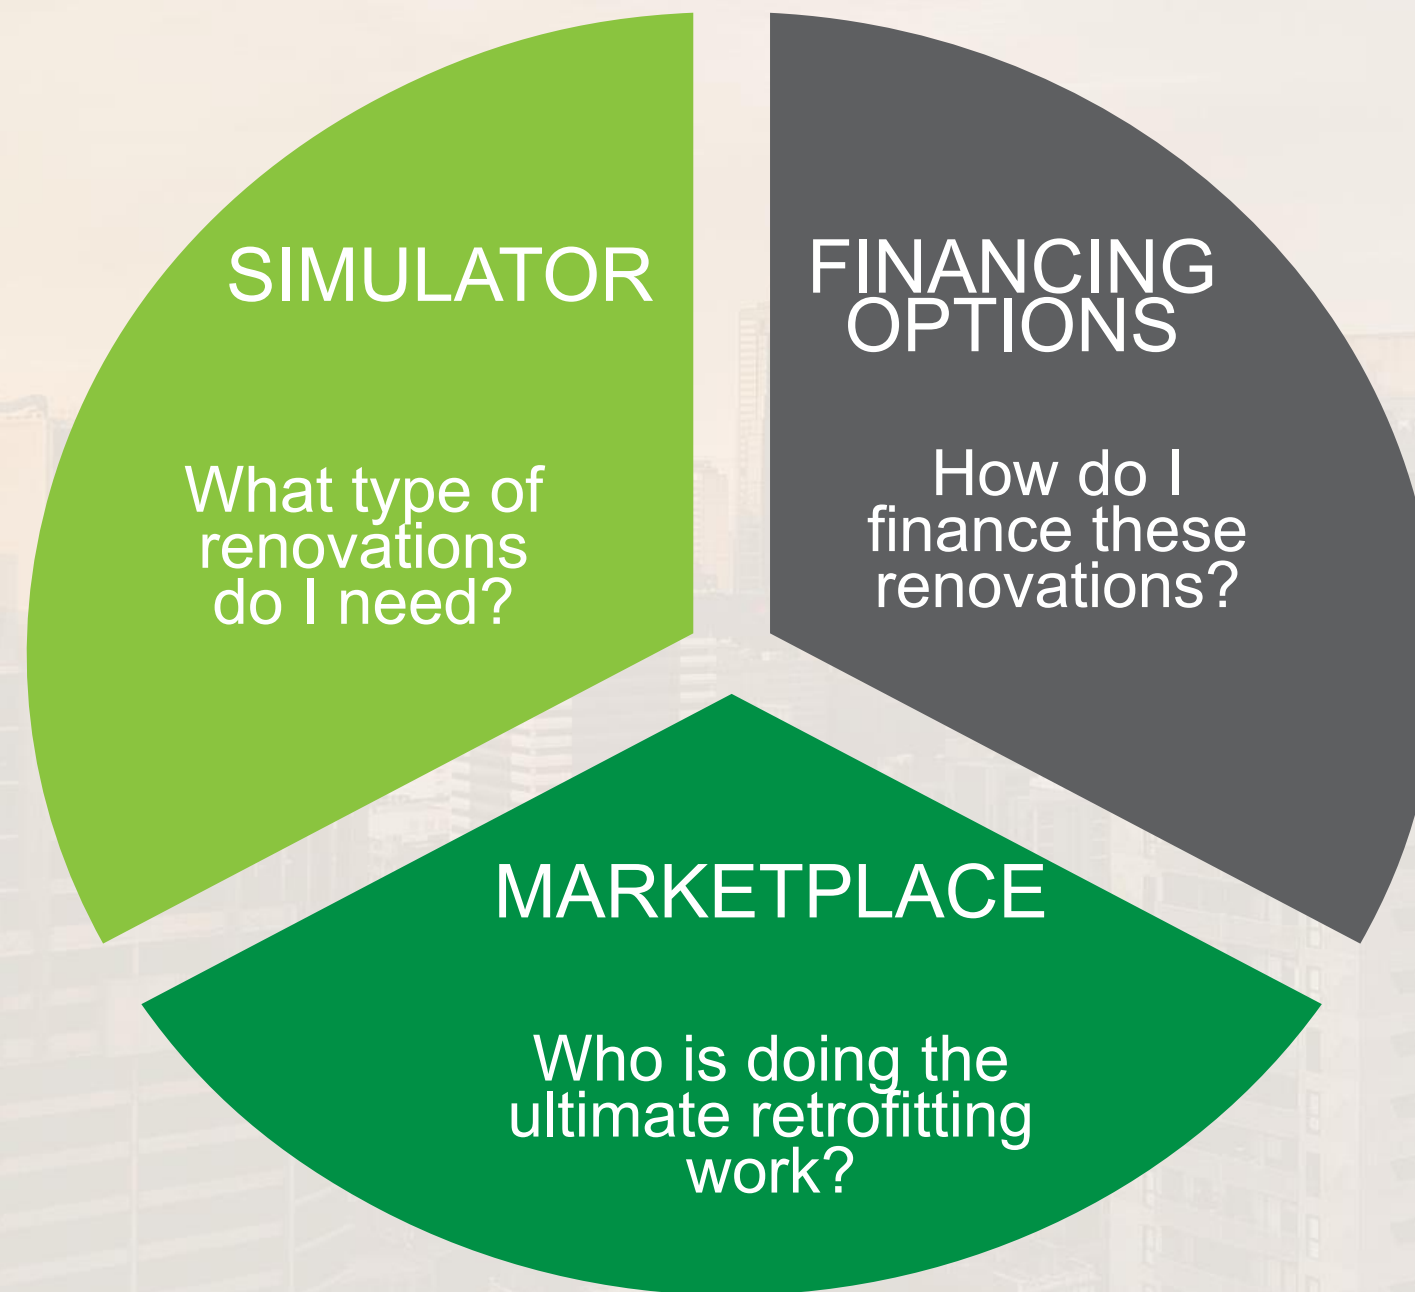 SIMULATOR
What type of
renovations
do I need?
FINANCING
OPTIONS
How do I
finance these
renovations?
MARKETPLACE
Who is doing the
ultimate retrofitting
work?